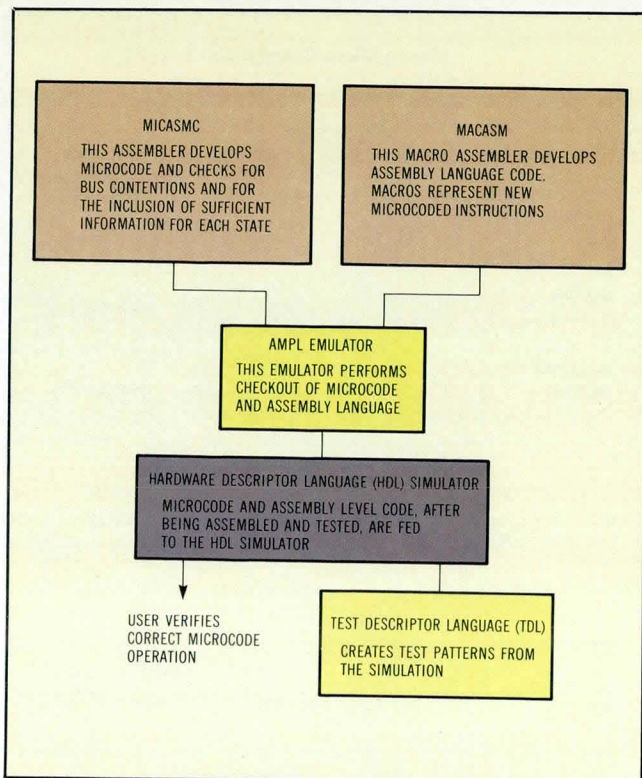 MICASMC
THIS ASSEMBLER DEVELOPS
MICROCODE AND CHECKS FOR
BUS CONTENTIONS AND FOR
THE INCLUSION OF SUFFICIENT
INFORMATION FOR EACH STATE
MACASM
THIS MACRO ASSEMBLER DEVELOPS
ASSEMBLY LANGUAGE CODE.
MACROS REPRESENT NEW
MICROCODED INSTRUCTIONS
AMPL EMULATOR
THIS EMULATOR PERFORMS
CHECKOUT OF MICROCODE
AND ASSEMBLY LANGUAGE
HARDWARE DESCRIPTOR LANGUAGE (HDL) SIMULATOR
MICROCODE AND ASSEMBLY LEVEL CODE, AFTER
BEING ASSEMBLED AND TESTED, ARE FED
TO THE HDL SIMULATOR
USER VERIFIES
CORRECT MICROCODE
OPERATION
TEST DESCRIPTOR LANGUAGE (TDL)
CREATES TEST PATTERNS FROM
THE SIMULATION